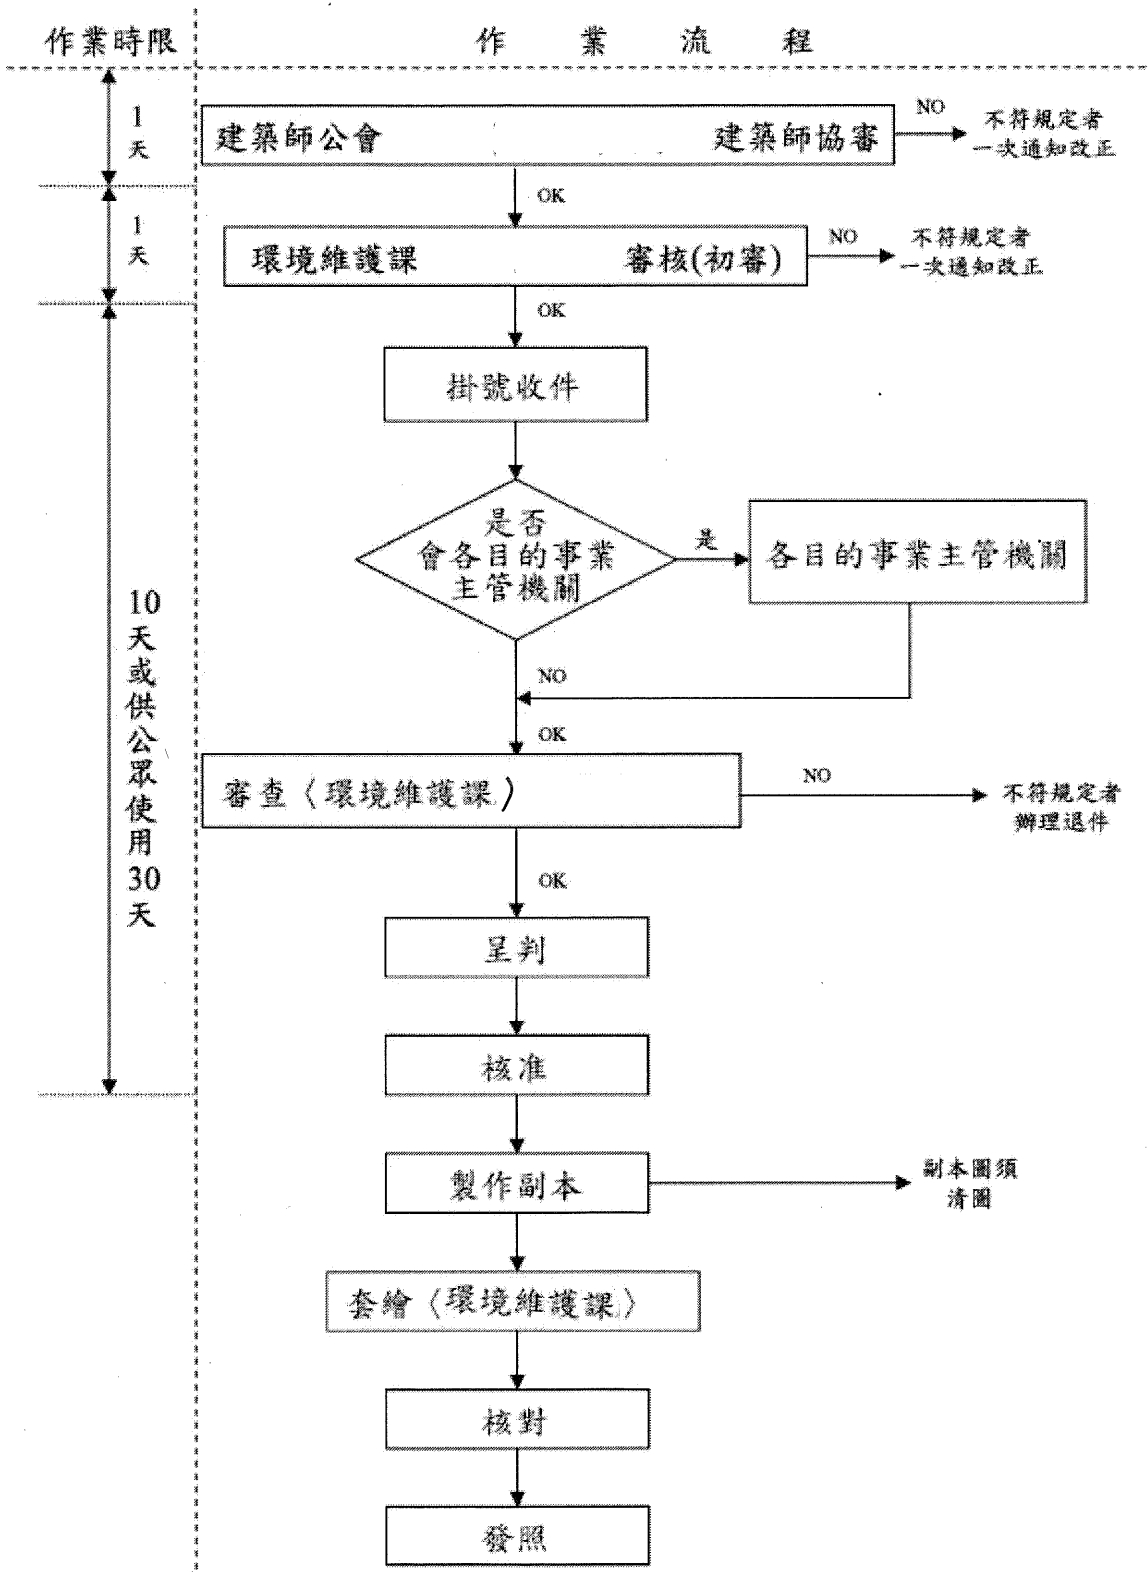 作業時限
作業流程
1
天
建築師公會 建築師協審
NO
不符規定者
一次通知改正
OK
1
天
環境維護課 審核(初審)
NO
不符規定者
一次通知改正
OK
掛號收件
是否
會各目的事業
主管機關
是
各目的事業主管機關
NO
OK
10
天
或
供
公
眾
使
用
30
天
審查〈環境維護課〉
NO
不符規定者
辦理退件
OK
呈判
核准
製作副本
副本圖須
清圖
套繪〈環境維護課〉
核對
發照